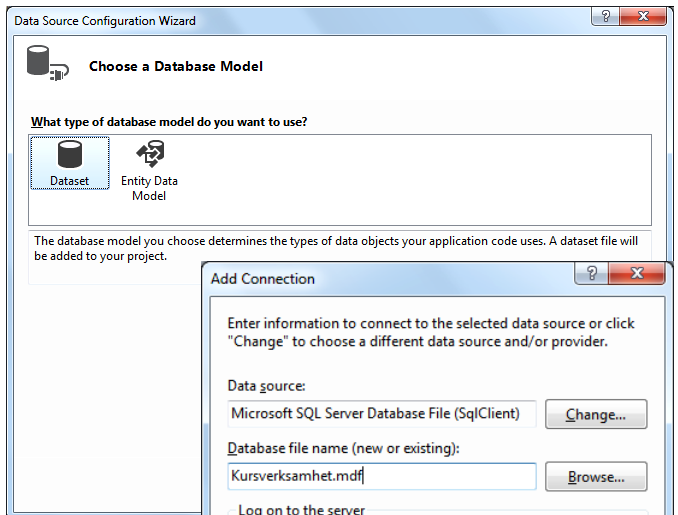 Data Source Configuration Wizard
Choose a Database Model
What type of database model do you want to use?
Dataset
Entity Data
Model
The database model you choose determines the types of data objects your application code uses. A dataset file will
be added to your project.
Add Connection
Enter information to connect to the selected data source or click
"Change" to choose a different data source and/or provider.
Data source:
Microsoft SQL Server Database File (SqlClient)
Change...
Database file name (new or existing):
Kursverksamhet.mdf
Browse...
Log on to the server